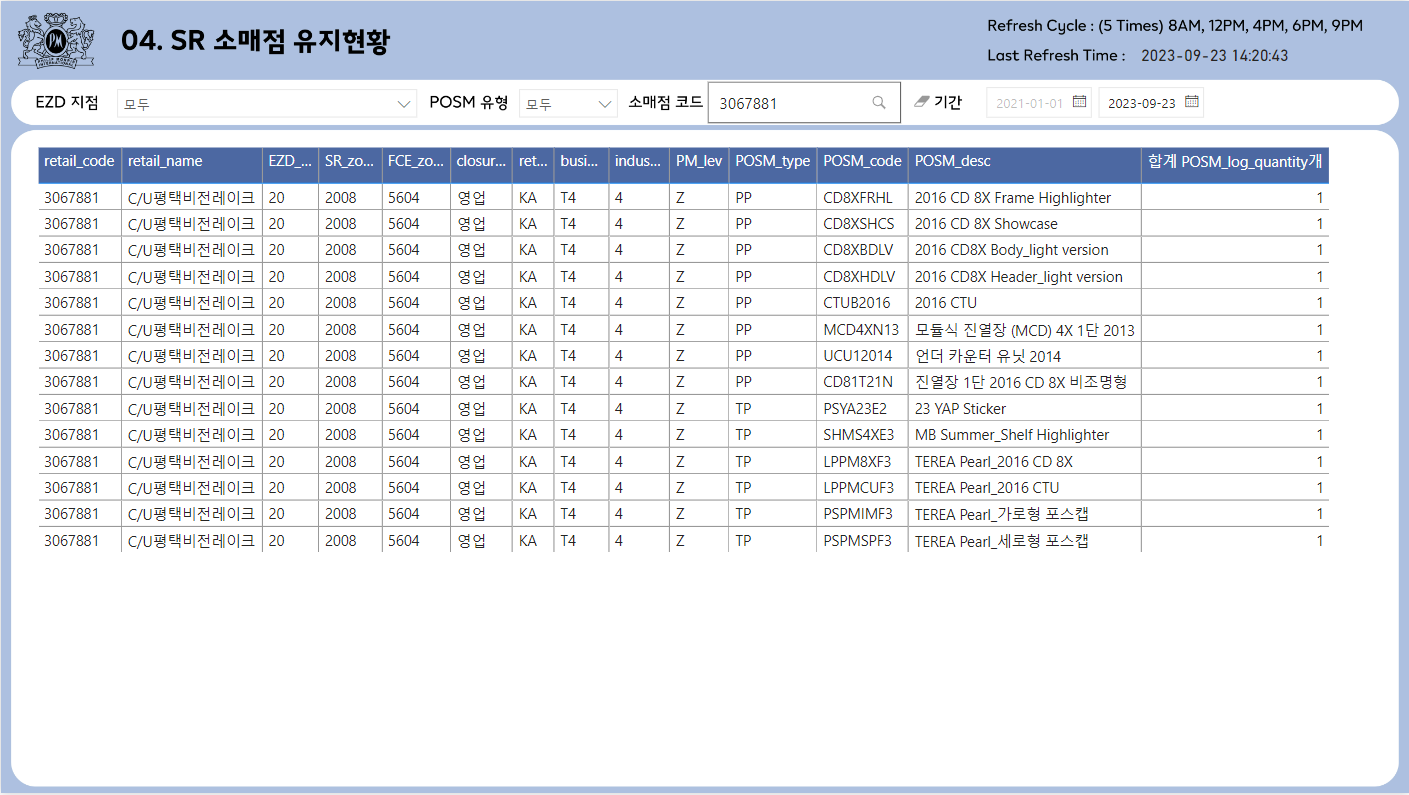 04. SR 소매점 유지현황
Refresh Cycle : (5 Times) 8AM, 12PM, 4PM, 6PM, 9PM
Last Refresh Time : 2023-09-23 14:20:43
EZD 지점 모두 POSM 유형 모두 소매점 코드 3067881 기간 2021-01-01 2023-09-23
retail_code retail_name EZD_... SR_zo... FCE_zo... closur... ret... busi... indus... PM_lev POSM_type POSM_code POSM_desc 합계 POSM_log_quantity개
3067881 C/U평택비전레이크 20 2008 5604 영업 KA T4 4 Z PP CD8XFRHL 2016 CD 8X Frame Highlighter 1
3067881 C/U평택비전레이크 20 2008 5604 영업 KA T4 4 Z PP CD8XSHCS 2016 CD 8X Showcase 1
3067881 C/U평택비전레이크 20 2008 5604 영업 KA T4 4 Z PP CD8XBDLV 2016 CD8X Body_light version 1
3067881 C/U평택비전레이크 20 2008 5604 영업 KA T4 4 Z PP CD8XHDLV 2016 CD8X Header_light version 1
3067881 C/U평택비전레이크 20 2008 5604 영업 KA T4 4 Z PP CTUB2016 2016 CTU 1
3067881 C/U평택비전레이크 20 2008 5604 영업 KA T4 4 Z PP MCD4XN13 모듈식 진열장 (MCD) 4X 1단 2013 1
3067881 C/U평택비전레이크 20 2008 5604 영업 KA T4 4 Z PP UCU12014 언더 카운터 유닛 2014 1
3067881 C/U평택비전레이크 20 2008 5604 영업 KA T4 4 Z PP CD81T21N 진열장 1단 2016 CD 8X 비조명형 1
3067881 C/U평택비전레이크 20 2008 5604 영업 KA T4 4 Z TP PSYA23E2 23 YAP Sticker 1
3067881 C/U평택비전레이크 20 2008 5604 영업 KA T4 4 Z TP SHMS4XE3 MB Summer_Shelf Highlighter 1
3067881 C/U평택비전레이크 20 2008 5604 영업 KA T4 4 Z TP LPPM8XF3 TEREA Pearl_2016 CD 8X 1
3067881 C/U평택비전레이크 20 2008 5604 영업 KA T4 4 Z TP LPPMCUF3 TEREA Pearl_2016 CTU 1
3067881 C/U평택비전레이크 20 2008 5604 영업 KA T4 4 Z TP PSPMIMF3 TEREA Pearl_가로형 포스캡 1
3067881 C/U평택비전레이크 20 2008 5604 영업 KA T4 4 Z TP PSPMSPF3 TEREA Pearl_세로형 포스캡 1